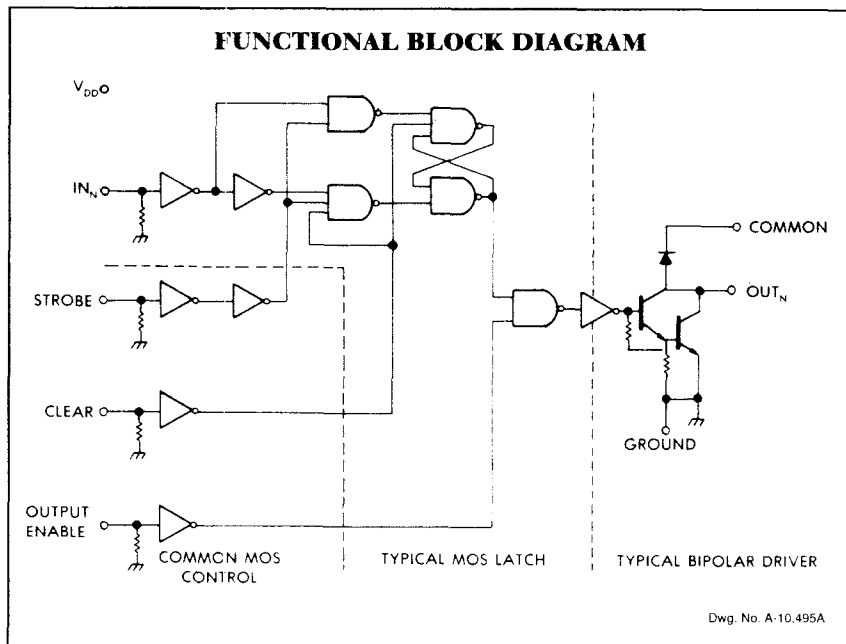 FUNCTIONAL BLOCK DIAGRAM
VDD
INN
COMMON
OUTN
STROBE
CLEAR
GROUND
OUTPUT
ENABLE
COMMON MOS
CONTROL
TYPICAL MOS LATCH
TYPICAL BIPOLAR DRIVER
Dwg. No. A-10,495A